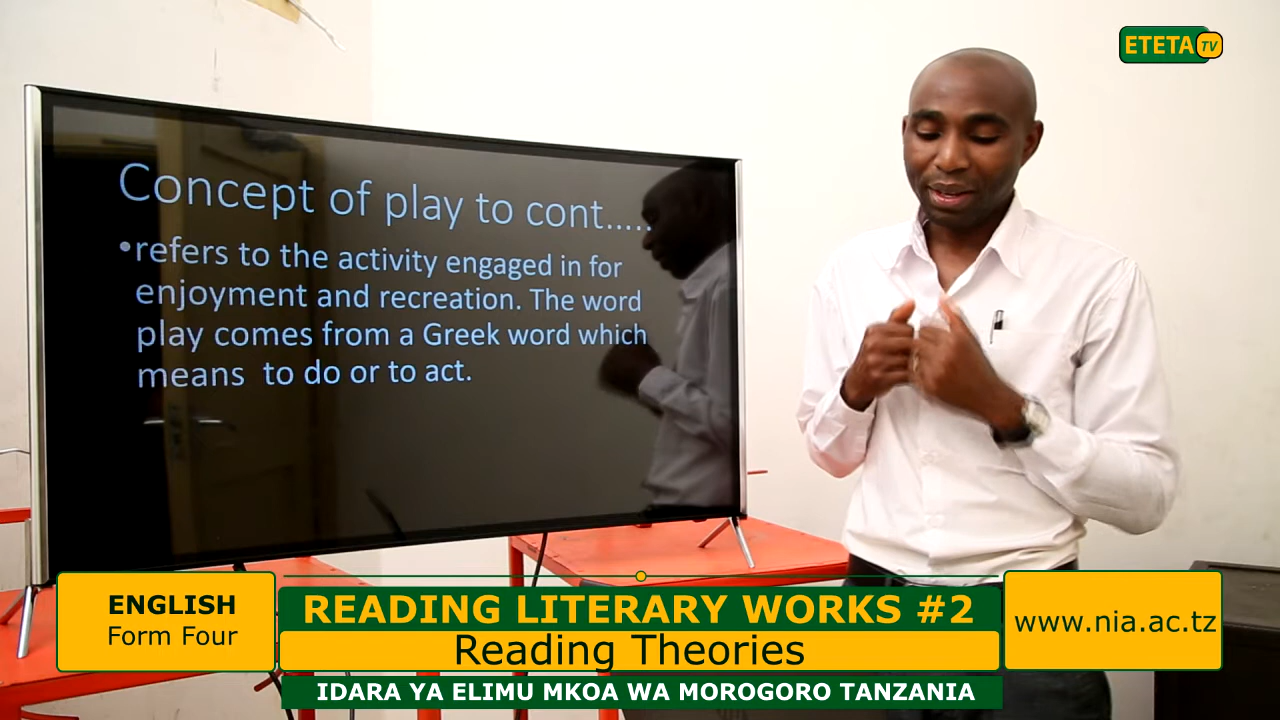 ETETA TV
Concept of play to cont.....
•refers to the activity engaged in for
enjoyment and recreation. The word
play comes from a Greek word which
means to do or to act.
ENGLISH
Form Four
READING LITERARY WORKS #2
Reading Theories
www.nia.ac.tz
IDARA YA ELIMU MKOA WA MOROGORO TANZANIA